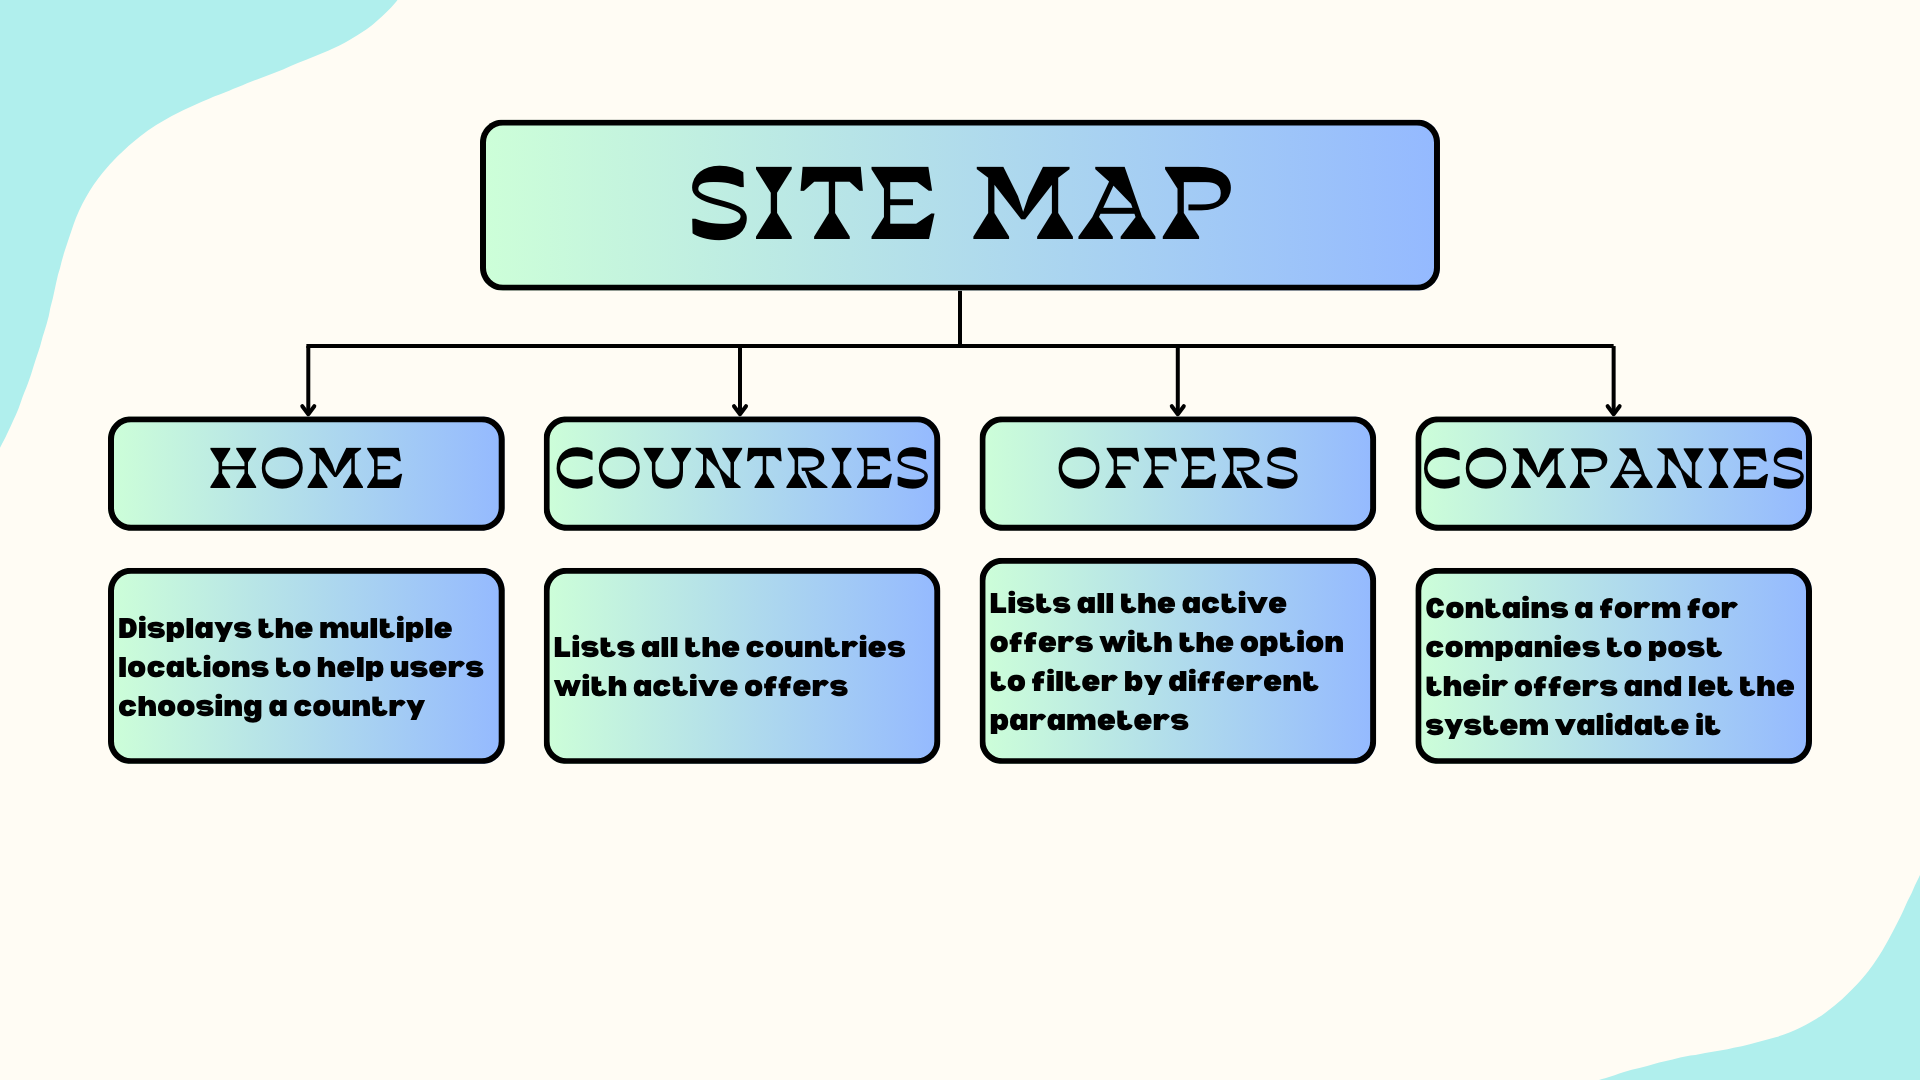 SITE MAP
HOME
COUNTRIES
OFFERS
COMPANIES
Displays the multiple
locations to help users
choosing a country
Lists all the countries
with active offers
Lists all the active
offers with the option
to filter by different
parameters
Contains a form for
companies to post
their offers and let the
system validate it